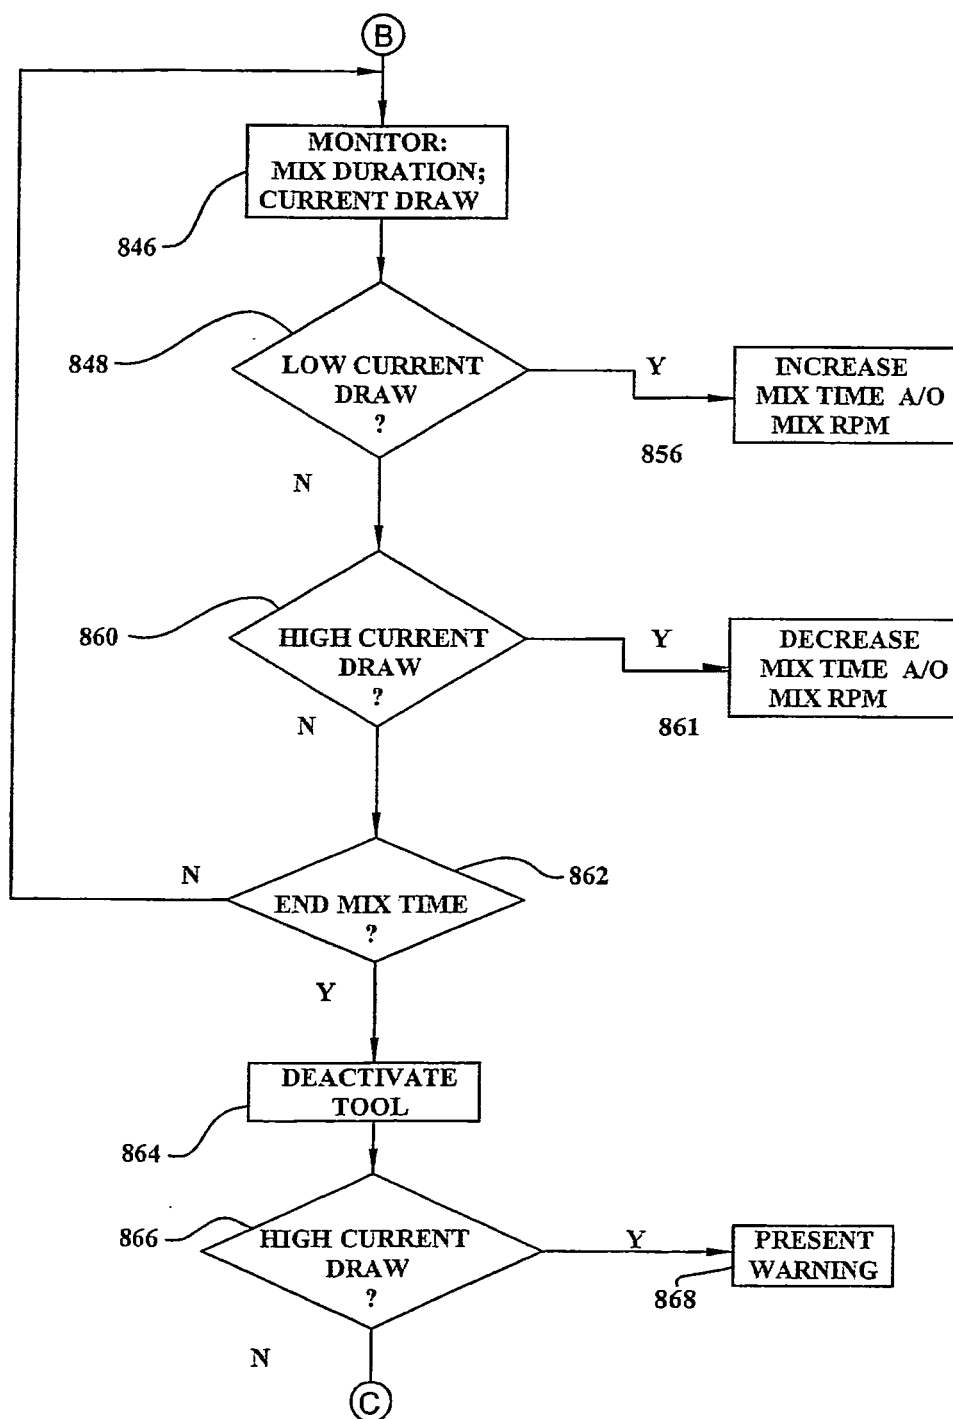 B
MONITOR:
MIX DURATION;
CURRENT DRAW
846
848
LOW CURRENT
DRAW
?
Y
INCREASE
MIX TIME A/O
MIX RPM
856
N
860
HIGH CURRENT
DRAW
?
Y
DECREASE
MIX TIME A/O
MIX RPM
861
N
N
862
END MIX TIME
?
Y
DEACTIVATE
TOOL
864
866
HIGH CURRENT
DRAW
?
Y
PRESENT
WARNING
868
N
C